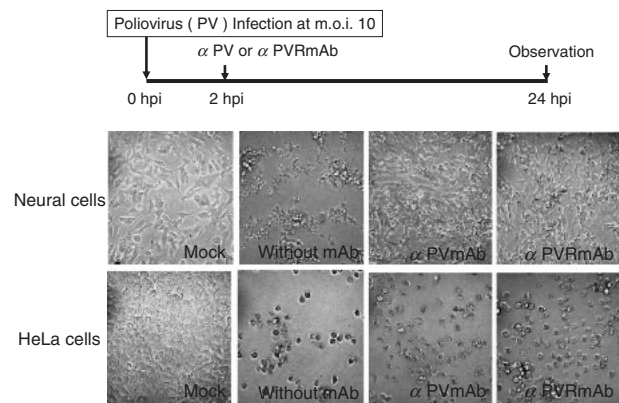 Poliovirus ( PV ) Infection at m.o.i. 10
α PV or α PVRmAb
Observation
0 hpi
2 hpi
24 hpi
Neural cells
Mock
Without mAb
α PVmAb
α PVRmAb
HeLa cells
Mock
Without mAb
α PVmAb
α PVRmAb